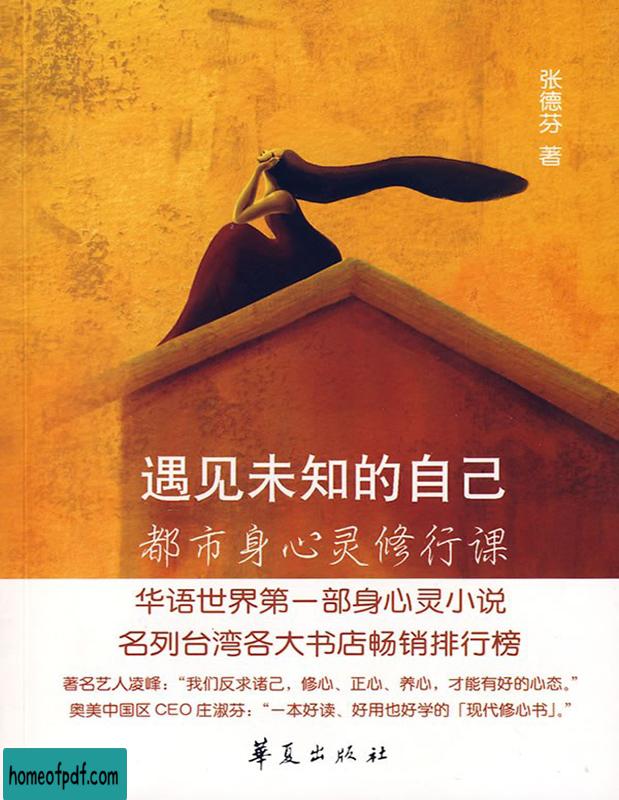 张德芬 著
遇见未知的自己
都市身心灵修行课
华语世界第一部身心灵小说
名列台湾各大书店畅销排行榜
著名艺人凌峰：“我们反求诸己，修心、正心、养心，才能有好的心态。”
奥美中国区CEO庄淑芬：“一本好读、好用也好学的「现代修心书」。”
華夏出版社
homeofpdf.com